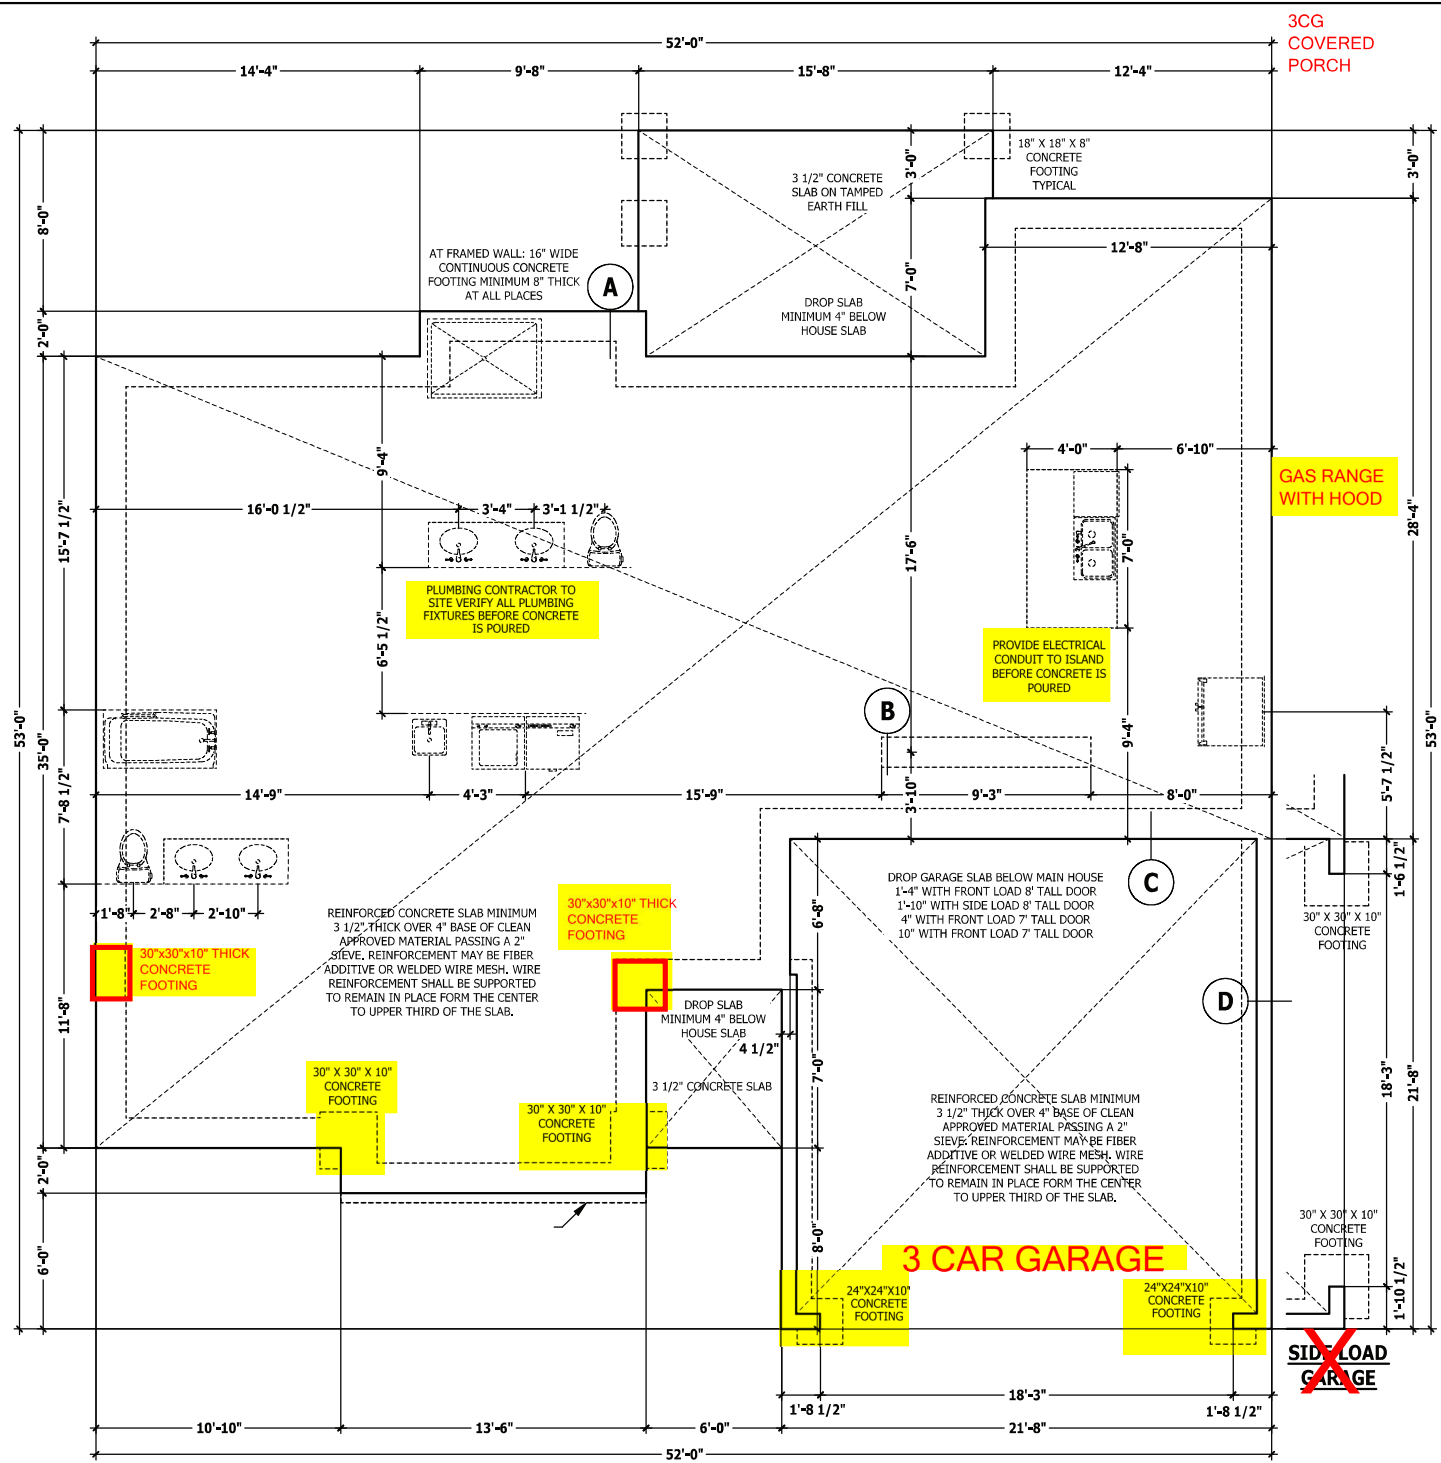 3CG
COVERED
PORCH
52'-0"
14'-4"
9'-8"
15'-8"
12'-4"
18" X 18" X 8"
CONCRETE
FOOTING
TYPICAL
3'-0"
3'-0"
3 1/2" CONCRETE
SLAB ON TAMPED
EARTH FILL
8'-0"
AT FRAMED WALL: 16" WIDE
CONTINUOUS CONCRETE
FOOTING MINIMUM 8" THICK
AT ALL PLACES
A
12'-8"
7'-0"
DROP SLAB
MINIMUM 4" BELOW
HOUSE SLAB
2'-0"
9'-4"
4'-0"
6'-10"
GAS RANGE
WITH HOOD
16'-0 1/2"
3'-4"
3'-1 1/2"
15'-7 1/2"
17'-6"
7'-0"
28'-4"
PLUMBING CONTRACTOR TO
SITE VERIFY ALL PLUMBING
FIXTURES BEFORE CONCRETE
IS POURED
6'-5 1/2"
PROVIDE ELECTRICAL
CONDUIT TO ISLAND
BEFORE CONCRETE IS
POURED
53'-0"
35'-0"
B
9'-4"
53'-0"
5'-7 1/2"
7'-8 1/2"
14'-9"
4'-3"
15'-9"
3'-10"
9'-3"
8'-0"
1'-8"
2'-8"
2'-10"
30"x30"x10" THICK
CONCRETE
FOOTING
6'-8"
DROP GARAGE SLAB BELOW MAIN HOUSE
1'-4" WITH FRONT LOAD 8' TALL DOOR
1'-10" WITH SIDE LOAD 8' TALL DOOR
4" WITH FRONT LOAD 7' TALL DOOR
10" WITH FRONT LOAD 7' TALL DOOR
C
1'-6 1/2"
30" X 30" X 10"
CONCRETE
FOOTING
30"x30"x10" THICK
CONCRETE
FOOTING
REINFORCED CONCRETE SLAB MINIMUM
3 1/2" THICK OVER 4" BASE OF CLEAN
APPROVED MATERIAL PASSING A 2"
SIEVE. REINFORCEMENT MAY BE FIBER
ADDITIVE OR WELDED WIRE MESH. WIRE
REINFORCEMENT SHALL BE SUPPORTED
TO REMAIN IN PLACE FORM THE CENTER
TO UPPER THIRD OF THE SLAB.
11'-8"
DROP SLAB
MINIMUM 4" BELOW
HOUSE SLAB
4 1/2"
D
7'-0"
3 1/2" CONCRETE SLAB
18'-3"
21'-8"
30" X 30" X 10"
CONCRETE
FOOTING
30" X 30" X 10"
CONCRETE
FOOTING
REINFORCED CONCRETE SLAB MINIMUM
3 1/2" THICK OVER 4" BASE OF CLEAN
APPROVED MATERIAL PASSING A 2"
SIEVE. REINFORCEMENT MAY BE FIBER
ADDITIVE OR WELDED WIRE MESH. WIRE
REINFORCEMENT SHALL BE SUPPORTED
TO REMAIN IN PLACE FORM THE CENTER
TO UPPER THIRD OF THE SLAB.
2'-0"
6'-0"
8'-0"
30" X 30" X 10"
CONCRETE
FOOTING
3 CAR GARAGE
24"X24"X10"
CONCRETE
FOOTING
24"X24"X10"
CONCRETE
FOOTING
1'-10 1/2"
SIDE LOAD
GARAGE
1'-8 1/2"
18'-3"
1'-8 1/2"
10'-10"
13'-6"
6'-0"
21'-8"
52'-0"